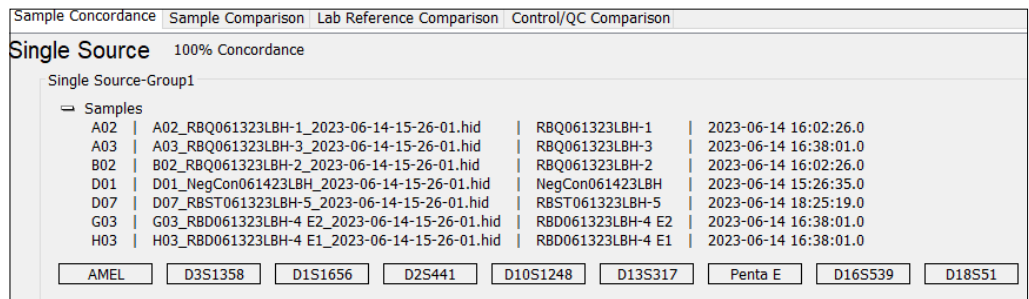 Sample Concordance Sample Comparison Lab Reference Comparison Control/QC Comparison
Single Source 100% Concordance
Single Source-Group1
Samples
A02 | A02_RBQ061323LBH-1_2023-06-14-15-26-01.hid | RBQ061323LBH-1 | 2023-06-14 16:02:26.0
A03 | A03_RBQ061323LBH-3_2023-06-14-15-26-01.hid | RBQ061323LBH-3 | 2023-06-14 16:38:01.0
B02 | B02_RBQ061323LBH-2_2023-06-14-15-26-01.hid | RBQ061323LBH-2 | 2023-06-14 16:02:26.0
D01 | D01_NegCon061423LBH_2023-06-14-15-26-01.hid | NegCon061423LBH | 2023-06-14 15:26:35.0
D07 | D07_RBST061323LBH-5_2023-06-14-15-26-01.hid | RBST061323LBH-5 | 2023-06-14 18:25:19.0
G03 | G03_RBD061323LBH-4 E2_2023-06-14-15-26-01.hid | RBD061323LBH-4 E2 | 2023-06-14 16:38:01.0
H03 | H03_RBD061323LBH-4 E1_2023-06-14-15-26-01.hid | RBD061323LBH-4 E1 | 2023-06-14 16:38:01.0
AMEL D3S1358 D1S1656 D2S441 D10S1248 D13S317 Penta E D16S539 D18S51